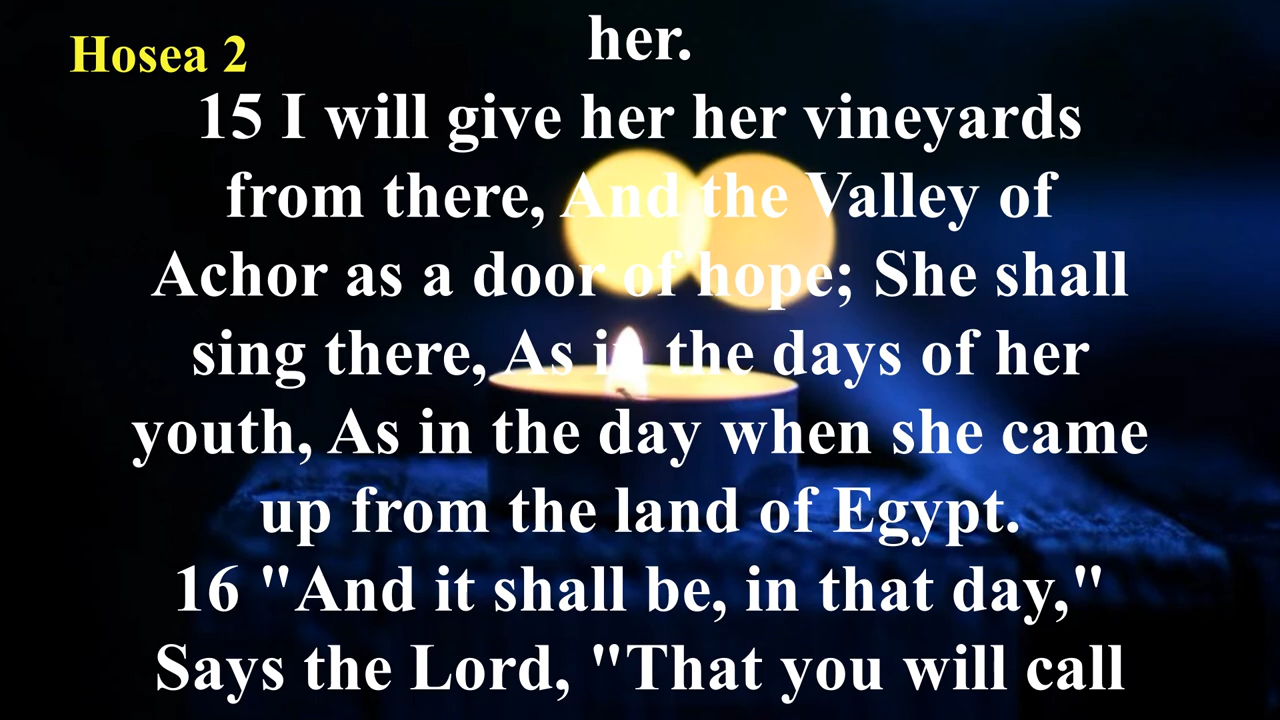 Hosea 2
her.
15 I will give her her vineyards
from there, And the Valley of
Achor as a door of hope; She shall
sing there, As in the days of her
youth, As in the day when she came
up from the land of Egypt.
16 "And it shall be, in that day,"
Says the Lord, "That you will call